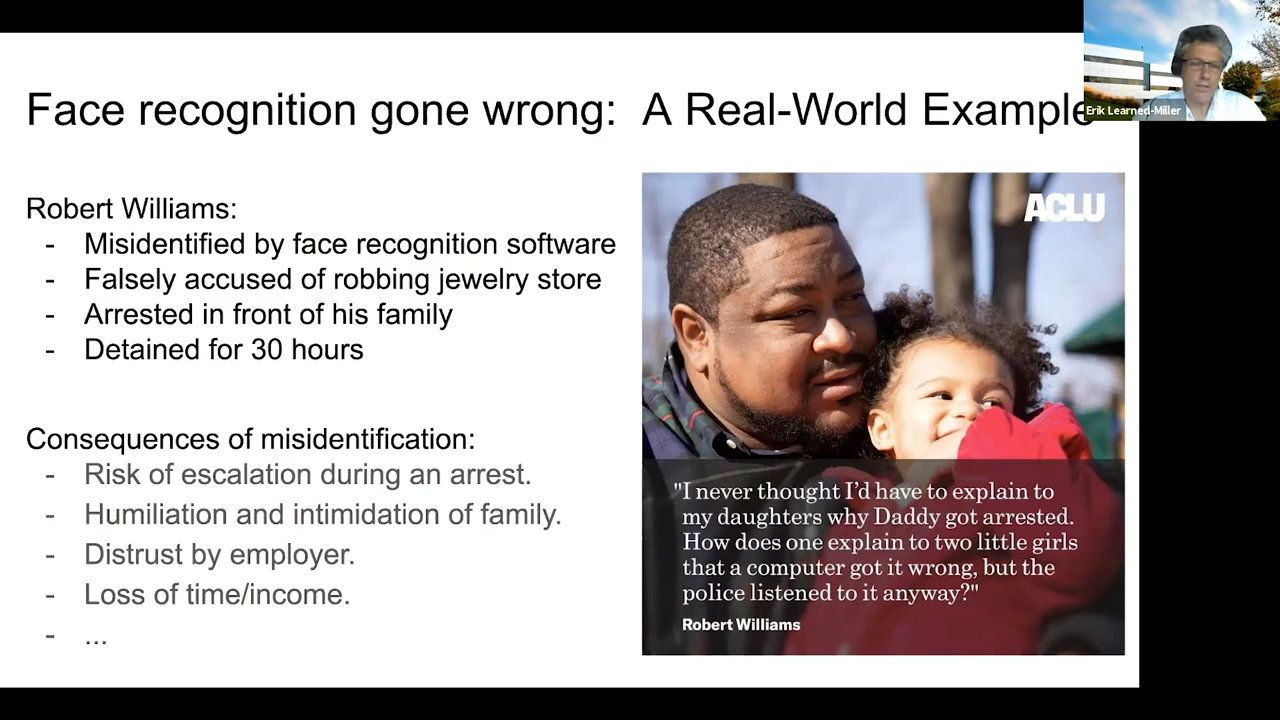 Face recognition gone wrong: A Real-World Example
Erik Learned-Miller
Robert Williams:
- Misidentified by face recognition software
- Falsely accused of robbing jewelry store
- Arrested in front of his family
- Detained for 30 hours
Consequences of misidentification:
- Risk of escalation during an arrest.
- Humiliation and intimidation of family.
- Distrust by employer.
- Loss of time/income.
- ...
ACLU
"I never thought I'd have to explain to
my daughters why Daddy got arrested.
How does one explain to two little girls
that a computer got it wrong, but the
police listened to it anyway?"
Robert Williams